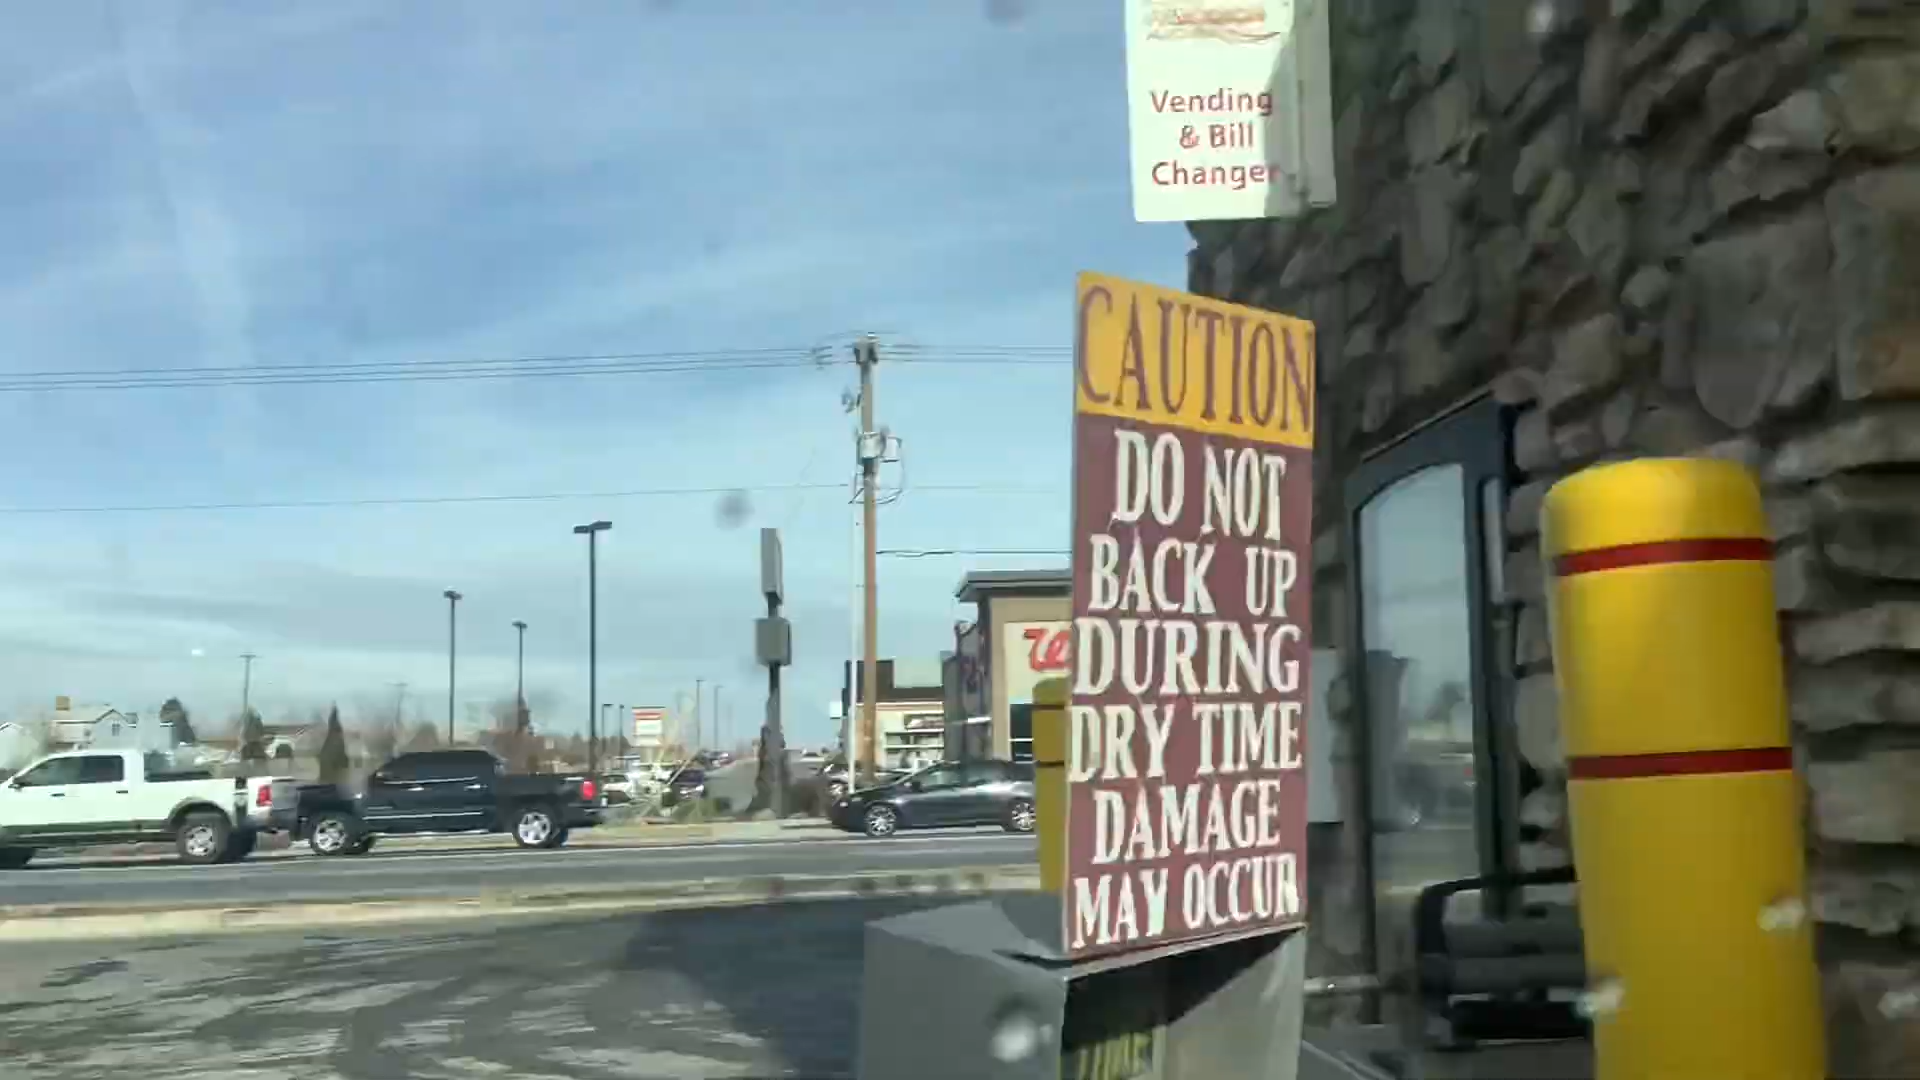 Vending
& Bill
Changer
CAUTION
DO NOT
BACK UP
DURING
DRY TIME
DAMAGE
MAY OCCUR